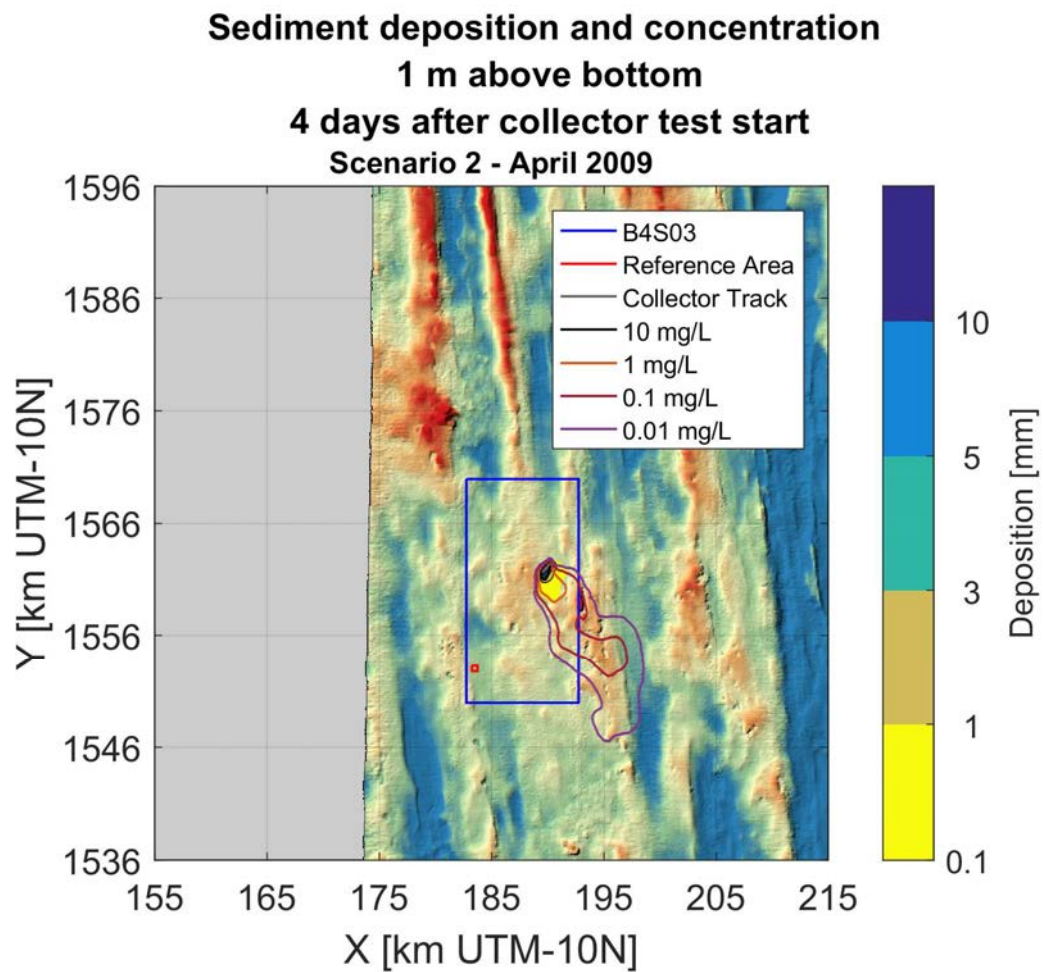 Sediment deposition and concentration
1 m above bottom
4 days after collector test start
Scenario 2 - April 2009
1596
1586
1576
1566
1556
1546
1536
Y [km UTM-10N]
155 165 175 185 195 205 215
X [km UTM-10N]
B4S03
Reference Area
Collector Track
10 mg/L
1 mg/L
0.1 mg/L
0.01 mg/L
10
5
3
1
0.1
Deposition [mm]